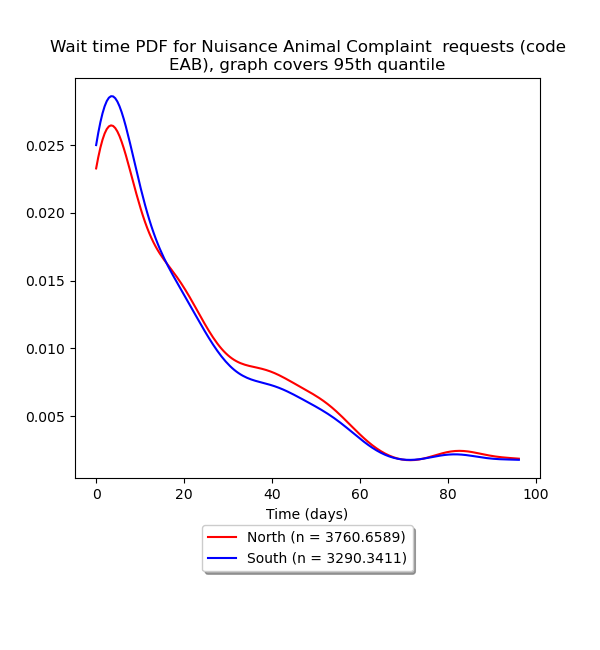 Wait time PDF for Nuisance Animal Complaint  requests (code
EAB), graph covers 95th quantile
0.025
0.020
0.015
0.010
0.005
0 20 40 60 80 100
Time (days)
North (n = 3760.6589)
South (n = 3290.3411)